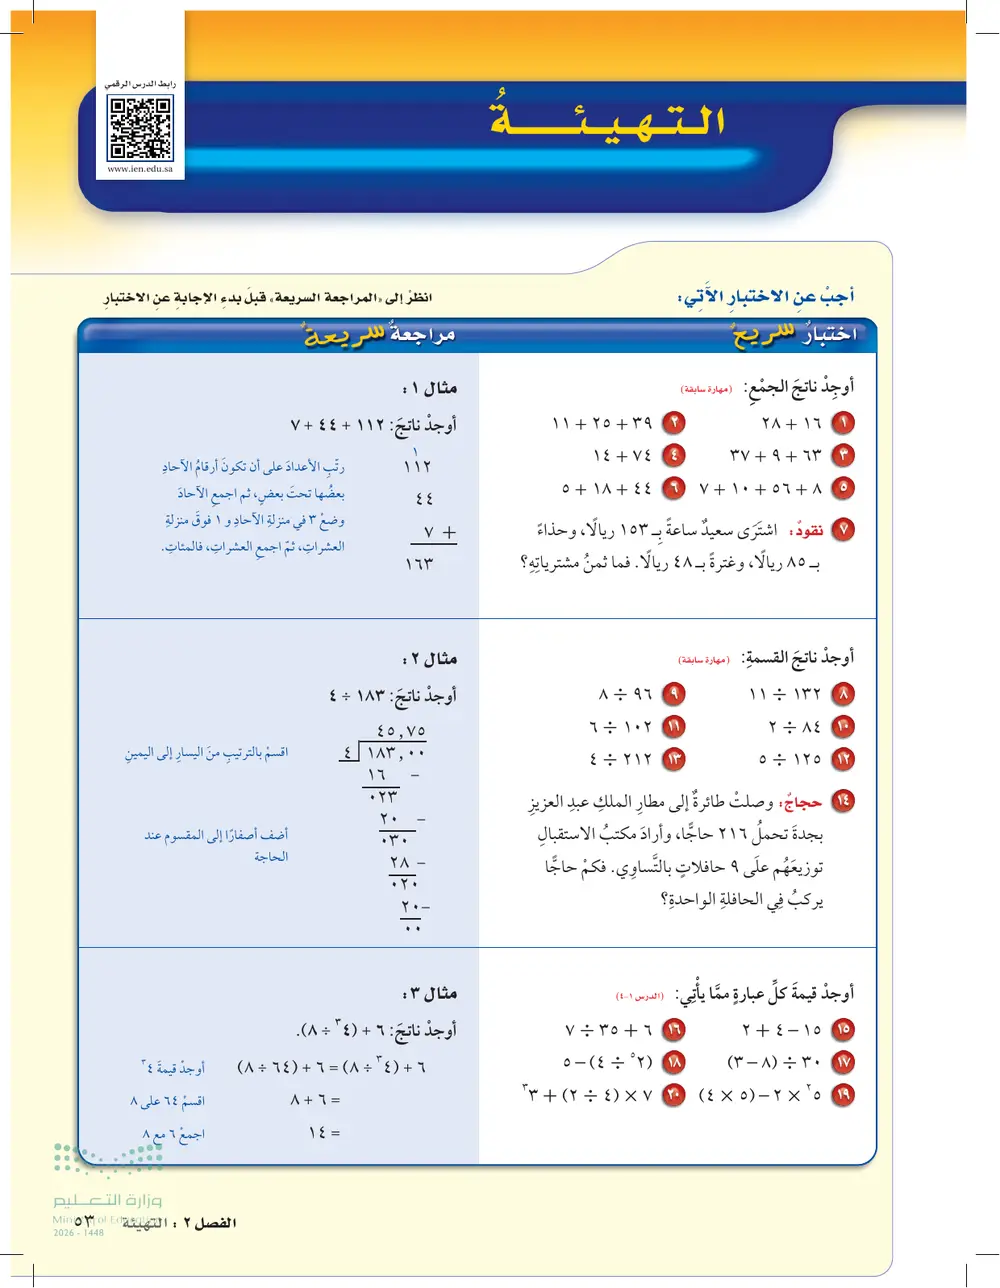 رابط الدرس الرقمي
www.ien.edu.sa
التهيئةُ
أجبْ عنِ الاختبارِ الآتي:
انظرْ إلى «المراجعة السريعة» قبلَ بدءِ الإجابةِ عنِ الاختبارِ
اختبارٌ سريعٌ
مراجعةٌ سريعةٌ
أوجِدْ ناتجَ الجمْعِ: (مهارة سابقة)
١ ١٦ + ٢٨
٢ ٣٩ + ٢٥ + ١١
٣ ٦٣ + ٩ + ٣٧
٤ ٧٤ + ١٤
٥ ٨ + ٥٦ + ١٠ + ٧
٦ ٤٤ + ١٨ + ٥
٧ نقودٌ: اشتَرَى سعيدٌ ساعةً بِـ ١٥٣ ريالًا، وحذاءً
بـ ٨٥ ريالًا، وغترةً بـ ٤٨ ريالًا. فما ثمنُ مشترياتِهِ؟
مثال ١:
أوجدْ ناتجَ: ١١٢ + ٤٤ + ٧
١
١١٢
٤٤
+ ٧
١٦٣
رتّبِ الأعدادَ على أن تكونَ أرقامُ الآحادِ
بعضُها تحتَ بعضٍ، ثم اجمعِ الآحادَ
وضعْ ٣ في منزلةِ الآحادِ و ١ فوقَ منزلةِ
العشراتِ، ثمّ اجمعِ العشراتِ، فالمئاتِ.
أوجدْ ناتجَ القسمةِ: (مهارة سابقة)
٨ ١٣٢ ÷ ١١
٩ ٩٦ ÷ ٨
١٠ ٨٤ ÷ ٢
١١ ١٠٢ ÷ ٦
١٢ ١٢٥ ÷ ٥
١٣ ٢١٢ ÷ ٤
١٤ حجاجٌ: وصلتْ طائرةٌ إلى مطارِ الملكِ عبدِ العزيزِ
بجدةَ تحملُ ٢١٦ حاجًّا، وأرادَ مكتبُ الاستقبالِ
توزيعَهُم علَى ٩ حافلاتٍ بالتَّساوِي. فكمْ حاجًّا
يركبُ فِي الحافلةِ الواحدةِ؟
مثال ٢:
أوجدْ ناتجَ: ١٨٣ ÷ ٤
٤٥,٧٥
٤ ١٨٣,٠٠
١٦ −
٠٢٣
٢٠ −
٠٣٠
٢٨ −
٠٢٠
٢٠−
٠٠
اقسمْ بالترتيبِ منَ اليسارِ إلى اليمينِ
أضف أصفارًا إلى المقسوم عند
الحاجة
أوجدْ قيمةَ كلِّ عبارةٍ ممَّا يأْتِي: (الدرس ١-٤)
١٥ ١٥ − ٤ + ٢
١٦ ٦ + ٣٥ ÷ ٧
١٧ ٣٠ ÷ (٨ − ٣)
١٨ (٢⁵ ÷ ٤) − ٥
١٩ ٥² × ٢ − (٥ × ٤)
٢٠ ٧ × (٤ ÷ ٢) + ٣³
مثال ٣:
أوجدْ ناتجَ: ٦ + (٤³ ÷ ٨).
٦ + (٤³ ÷ ٨) = ٦ + (٦٤ ÷ ٨) أوجدْ قيمةَ ٤³
= ٦ + ٨ اقسمْ ٦٤ على ٨
= ١٤ اجمعْ ٦ مع ٨
وزارة التعـليم
Ministry of Education
2026 - 1448
الفصل ٢ : التهيئة ٥٣